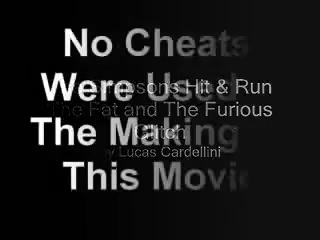 No Cheats
Were Used
The Making
This Movie
Simpsons Hit & Run
The Fat and The Furious
Glitch
by Lucas Cardellini